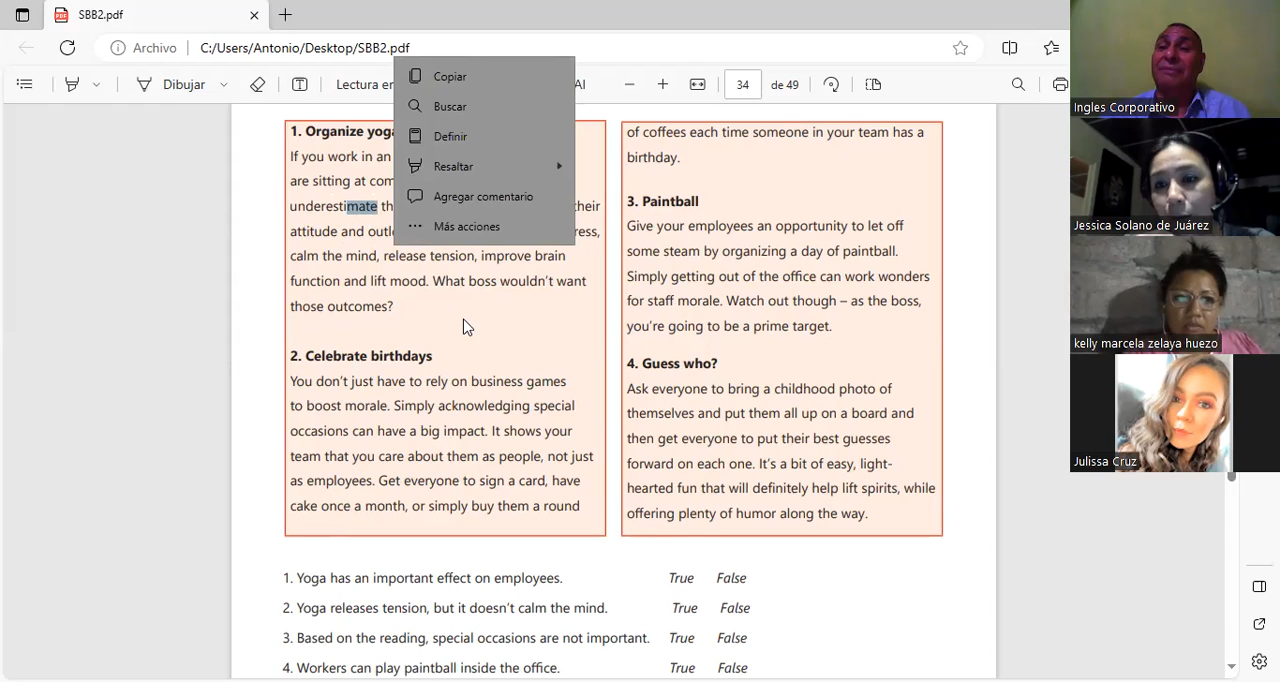 SBB2.pdf
Archivo
C:/Users/Antonio/Desktop/SBB2.pdf
Dibujar
Lectura en
AI
34
de 49
Copiar
Buscar
Definir
Resaltar
Agregar comentario
Más acciones
1. Organize yoga
If you work in an
are sitting at com
underestimate th
their
attitude and outl
ress,
calm the mind, release tension, improve brain
function and lift mood. What boss wouldn't want
those outcomes?
2. Celebrate birthdays
You don't just have to rely on business games
to boost morale. Simply acknowledging special
occasions can have a big impact. It shows your
team that you care about them as people, not just
as employees. Get everyone to sign a card, have
cake once a month, or simply buy them a round
of coffees each time someone in your team has a
birthday.
3. Paintball
Give your employees an opportunity to let off
some steam by organizing a day of paintball.
Simply getting out of the office can work wonders
for staff morale. Watch out though – as the boss,
you're going to be a prime target.
4. Guess who?
Ask everyone to bring a childhood photo of
themselves and put them all up on a board and
then get everyone to put their best guesses
forward on each one. It's a bit of easy, light-
hearted fun that will definitely help lift spirits, while
offering plenty of humor along the way.
1. Yoga has an important effect on employees. True False
2. Yoga releases tension, but it doesn't calm the mind. True False
3. Based on the reading, special occasions are not important. True False
4. Workers can play paintball inside the office. True False
Ingles Corporativo
Jessica Solano de Juárez
kelly marcela zelaya huezo
Julissa Cruz